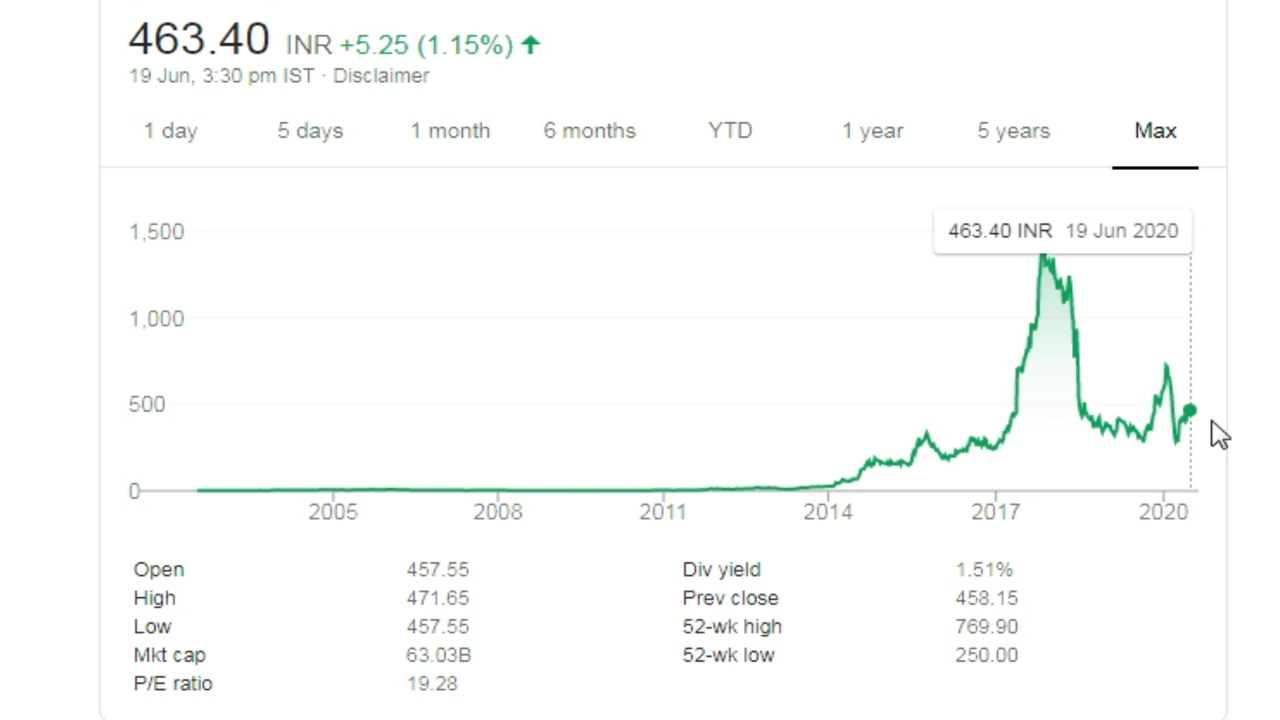 463.40 INR +5.25 (1.15%)
19 Jun, 3:30 pm IST · Disclaimer
1 day 5 days 1 month 6 months YTD 1 year 5 years Max
463.40 INR 19 Jun 2020
1,500
1,000
500
0
2005 2008 2011 2014 2017 2020
Open 457.55 Div yield 1.51%
High 471.65 Prev close 458.15
Low 457.55 52-wk high 769.90
Mkt cap 63.03B 52-wk low 250.00
P/E ratio 19.28